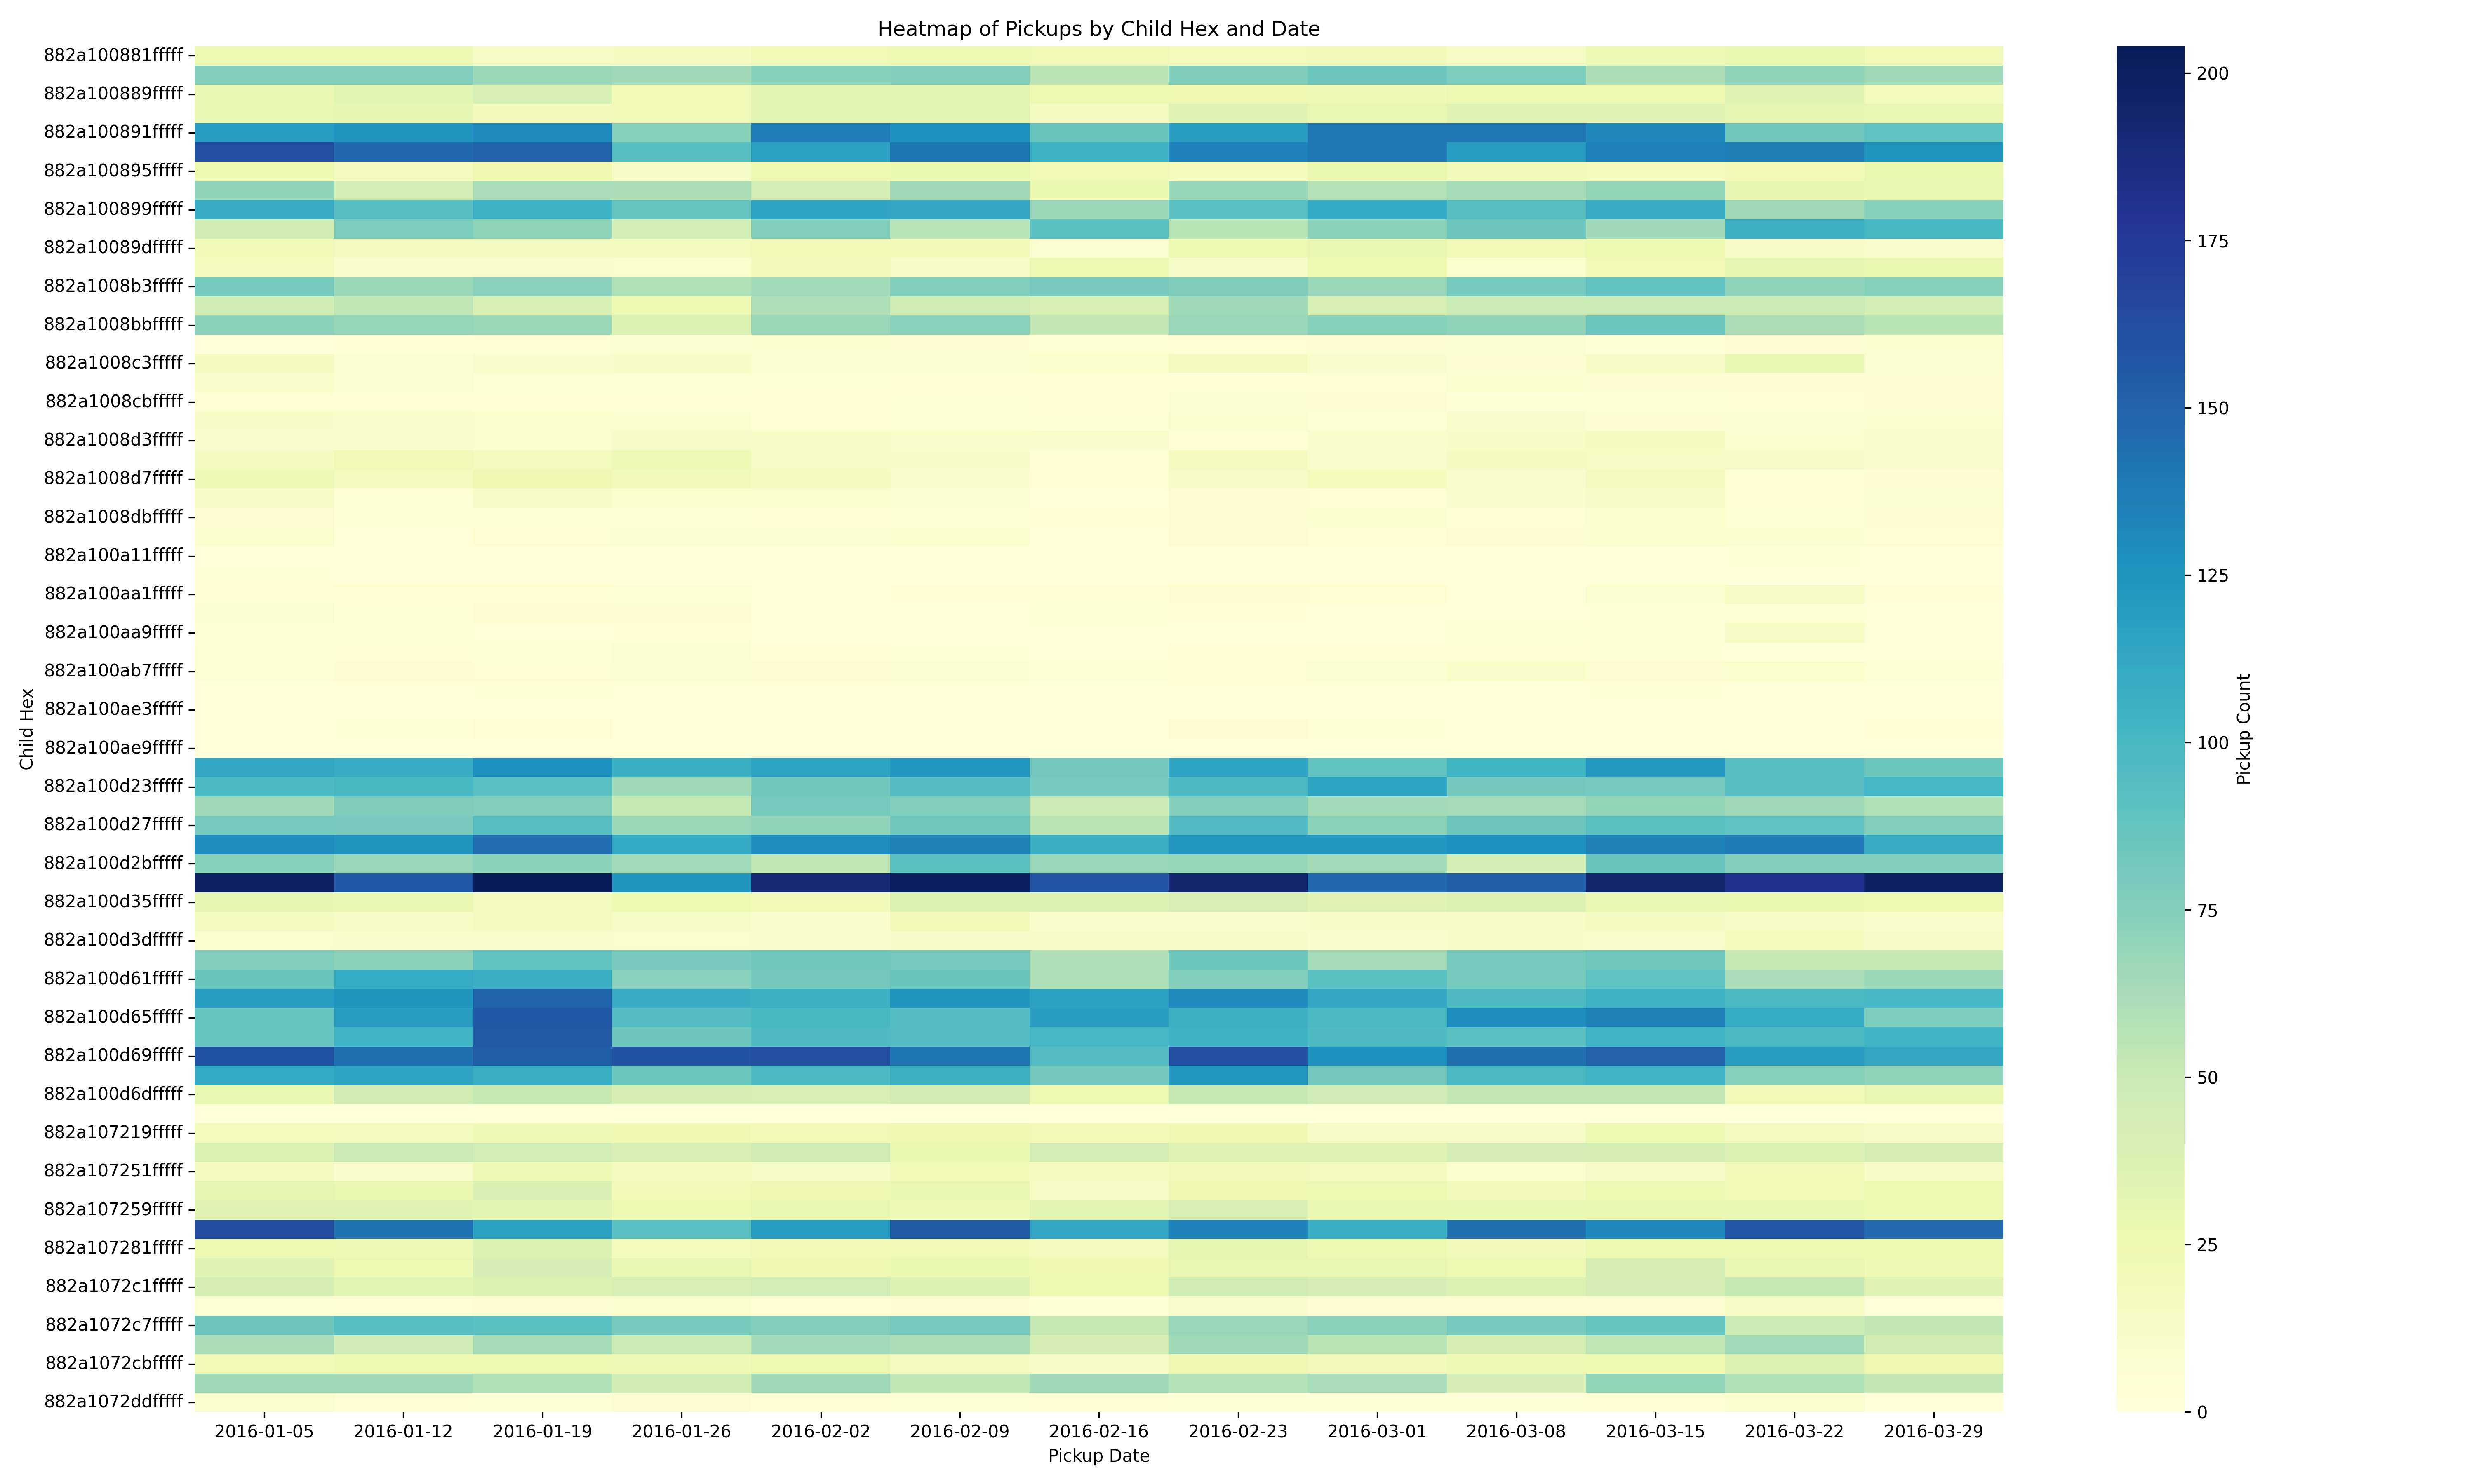 Heatmap of Pickups by Child Hex and Date
882a100881fffff
882a100889fffff
882a100891fffff
882a100895fffff
882a100899fffff
882a10089dfffff
882a1008b3fffff
882a1008bbfffff
882a1008c3fffff
882a1008cbfffff
882a1008d3fffff
882a1008d7fffff
882a1008dbfffff
882a100a11fffff
882a100aa1fffff
882a100aa9fffff
882a100ab7fffff
882a100ae3fffff
882a100ae9fffff
882a100d23fffff
882a100d27fffff
882a100d2bfffff
882a100d35fffff
882a100d3dfffff
882a100d61fffff
882a100d65fffff
882a100d69fffff
882a100d6dfffff
882a107219fffff
882a107251fffff
882a107259fffff
882a107281fffff
882a1072c1fffff
882a1072c7fffff
882a1072cbfffff
882a1072ddfffff
Child Hex
2016-01-05 2016-01-12 2016-01-19 2016-01-26 2016-02-02 2016-02-09 2016-02-16 2016-02-23 2016-03-01 2016-03-08 2016-03-15 2016-03-22 2016-03-29
Pickup Date
200
175
150
125
100
75
50
25
0
Pickup Count